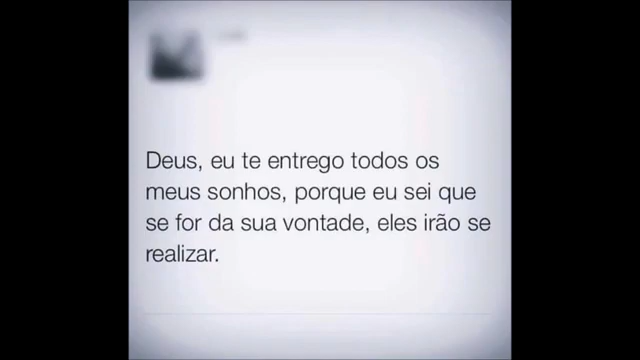 Deus, eu te entrego todos os
meus sonhos, porque eu sei que
se for da sua vontade, eles irão se
realizar.